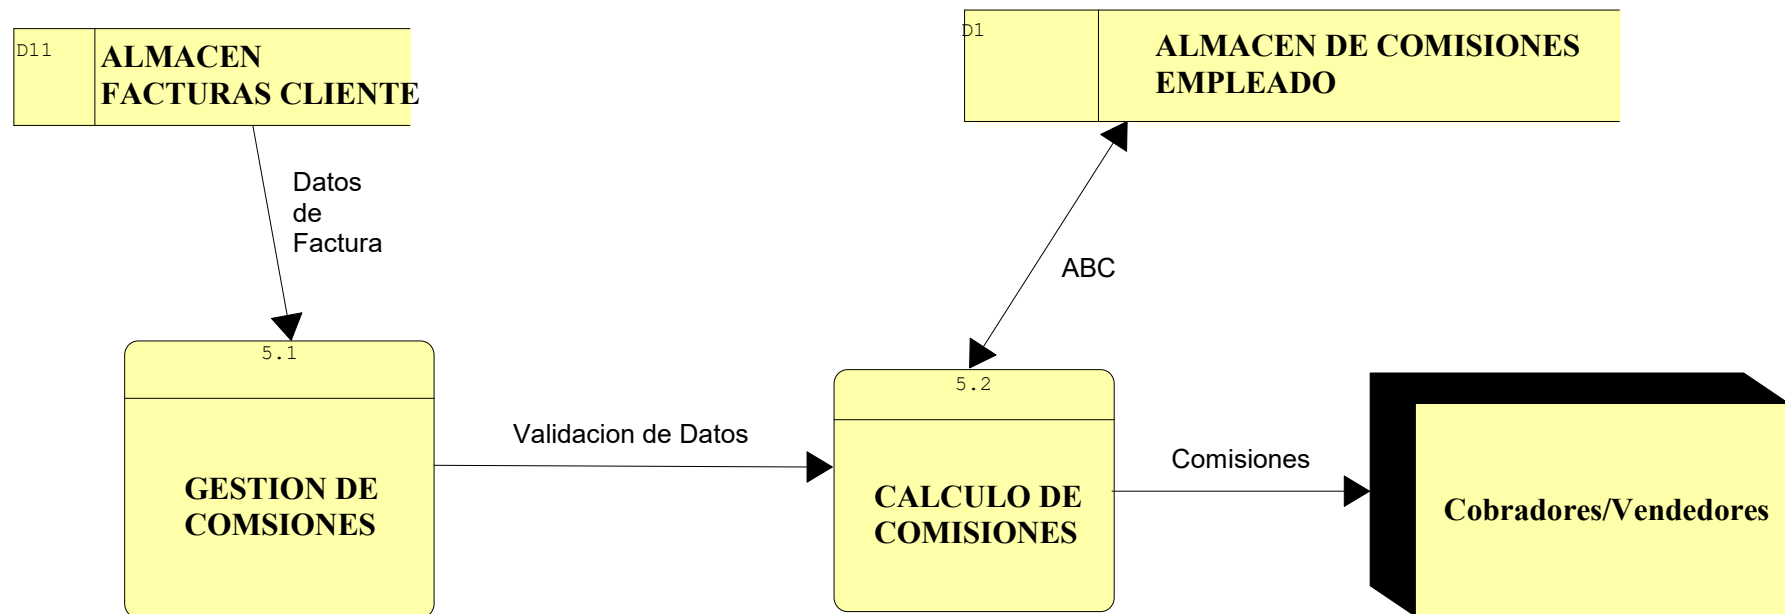 D11
ALMACEN
FACTURAS CLIENTE
D1
ALMACEN DE COMISIONES
EMPLEADO
Datos
de
Factura
ABC
5.1
GESTION DE
COMSIONES
Validacion de Datos
5.2
CALCULO DE
COMISIONES
Comisiones
Cobradores/Vendedores